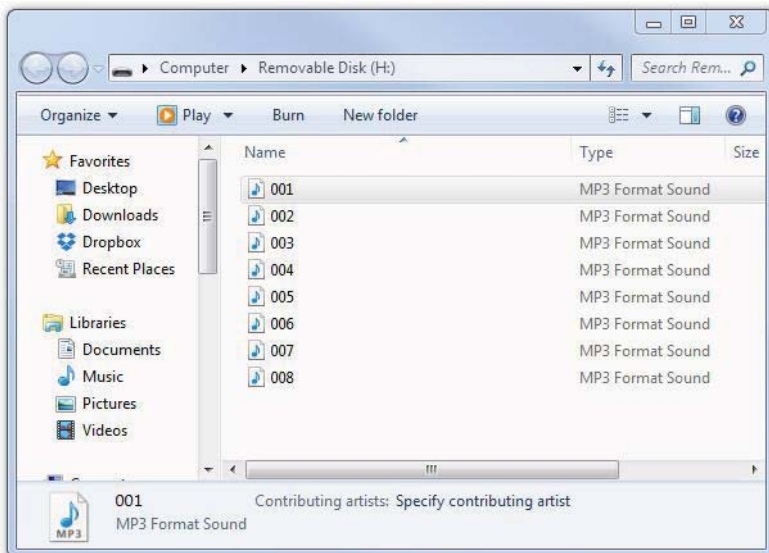 Computer Removable Disk (H:) Search Rem...
Organize Play Burn New folder
Favorites
Desktop
Downloads
Dropbox
Recent Places
Libraries
Documents
Music
Pictures
Videos
Name Type Size
001 MP3 Format Sound
002 MP3 Format Sound
003 MP3 Format Sound
004 MP3 Format Sound
005 MP3 Format Sound
006 MP3 Format Sound
007 MP3 Format Sound
008 MP3 Format Sound
MP3
001 Contributing artists: Specify contributing artist
MP3 Format Sound